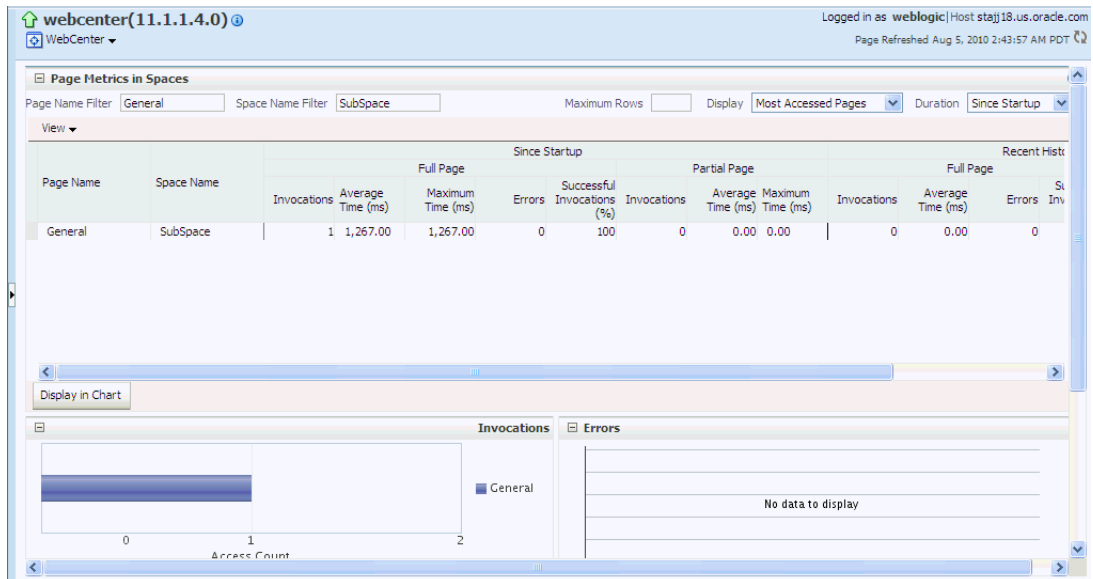 webcenter(11.1.1.4.0)
Logged in as weblogic|Host stajj18.us.oracle.com
WebCenter
Page Refreshed Aug 5, 2010 2:43:57 AM PDT
Page Metrics in Spaces
Page Name Filter General Space Name Filter SubSpace Maximum Rows Display Most Accessed Pages Duration Since Startup
View
Since Startup Recent Histo
Full Page Partial Page Full Page
Page Name Space Name Invocations Average Time (ms) Maximum Time (ms) Errors Successful Invocations (%) Invocations Average Time (ms) Maximum Time (ms) Invocations Average Time (ms) Errors Su Inv
General SubSpace 1 1,267.00 1,267.00 0 100 0 0.00 0.00 0 0.00 0
Display in Chart
Invocations Errors
General
No data to display
0 1 2
Access Count